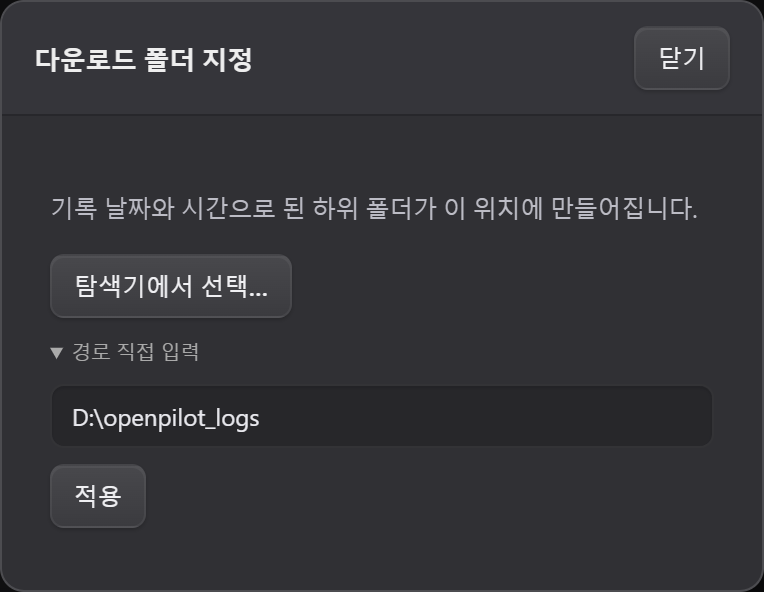 다운로드 폴더 지정
닫기
기록 날짜와 시간으로 된 하위 폴더가 이 위치에 만들어집니다.
탐색기에서 선택...
▼ 경로 직접 입력
D:\openpilot_logs
적용